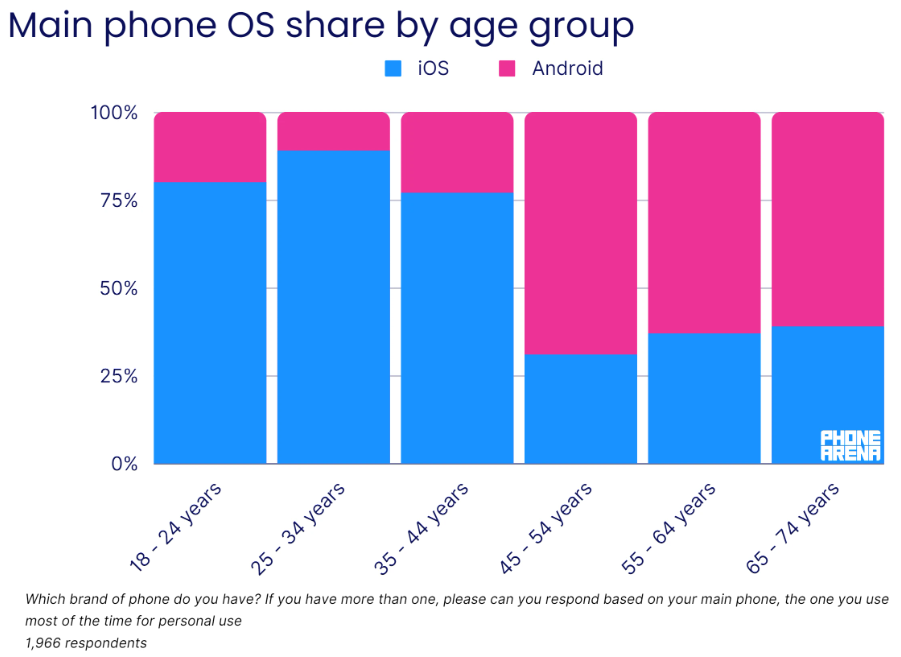 Main phone OS share by age group
iOS
Android
100%
75%
50%
25%
0%
PHONE
ARENA
18 - 24 years
25 - 34 years
35 - 44 years
45 - 54 years
55 - 64 years
65 - 74 years
Which brand of phone do you have? If you have more than one, please can you respond based on your main phone, the one you use
most of the time for personal use
1,966 respondents